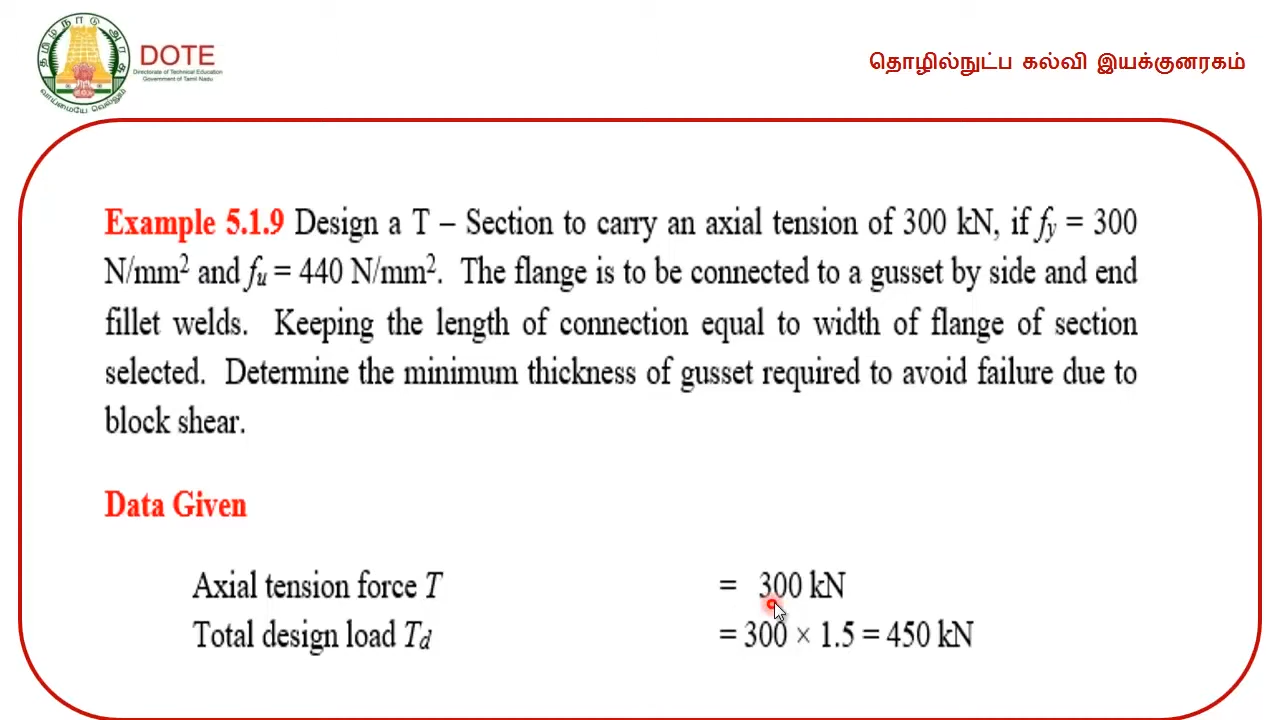 தமிழ்நாடு அரசு
வாய்மையே வெல்லும்
DOTE
Directorate of Technical Education
Government of Tamil Nadu
தொழில்நுட்ப கல்வி இயக்குனரகம்
Example 5.1.9 Design a T – Section to carry an axial tension of 300 kN, if fy = 300
N/mm² and fu = 440 N/mm². The flange is to be connected to a gusset by side and end
fillet welds. Keeping the length of connection equal to width of flange of section
selected. Determine the minimum thickness of gusset required to avoid failure due to
block shear.
Data Given
Axial tension force T = 300 kN
Total design load Td = 300 × 1.5 = 450 kN